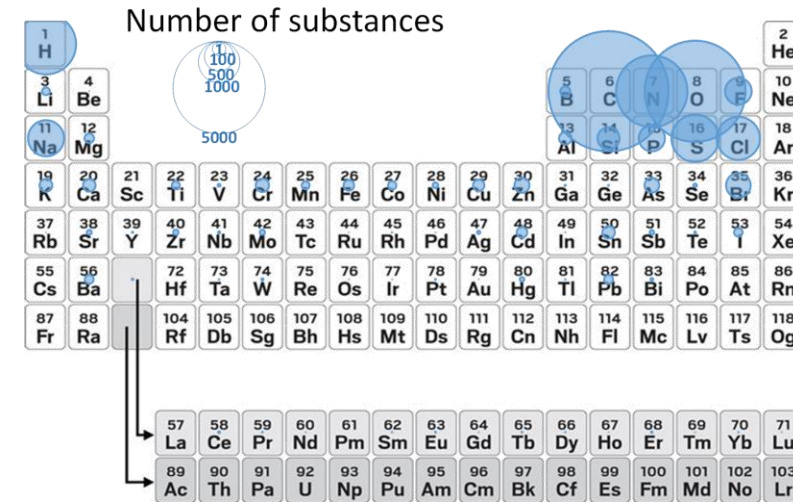 Number of substances
1
100
500
1000
5000
1 2
H He
3 4 5 6 7 8 9 10
Li Be B C N O F Ne
11 12 13 14 15 16 17 18
Na Mg Al Si P S Cl Ar
19 20 21 22 23 24 25 26 27 28 29 30 31 32 33 34 35 36
K Ca Sc Ti V Cr Mn Fe Co Ni Cu Zn Ga Ge As Se Br Kr
37 38 39 40 41 42 43 44 45 46 47 48 49 50 51 52 53 54
Rb Sr Y Zr Nb Mo Tc Ru Rh Pd Ag Cd In Sn Sb Te I Xe
55 56 72 73 74 75 76 77 78 79 80 81 82 83 84 85 86
Cs Ba Hf Ta W Re Os Ir Pt Au Hg Tl Pb Bi Po At Rn
87 88 104 105 106 107 108 109 110 111 112 113 114 115 116 117 118
Fr Ra Rf Db Sg Bh Hs Mt Ds Rg Cn Nh Fl Mc Lv Ts Og
57 58 59 60 61 62 63 64 65 66 67 68 69 70 71
La Ce Pr Nd Pm Sm Eu Gd Tb Dy Ho Er Tm Yb Lu
89 90 91 92 93 94 95 96 97 98 99 100 101 102 103
Ac Th Pa U Np Pu Am Cm Bk Cf Es Fm Md No Lr